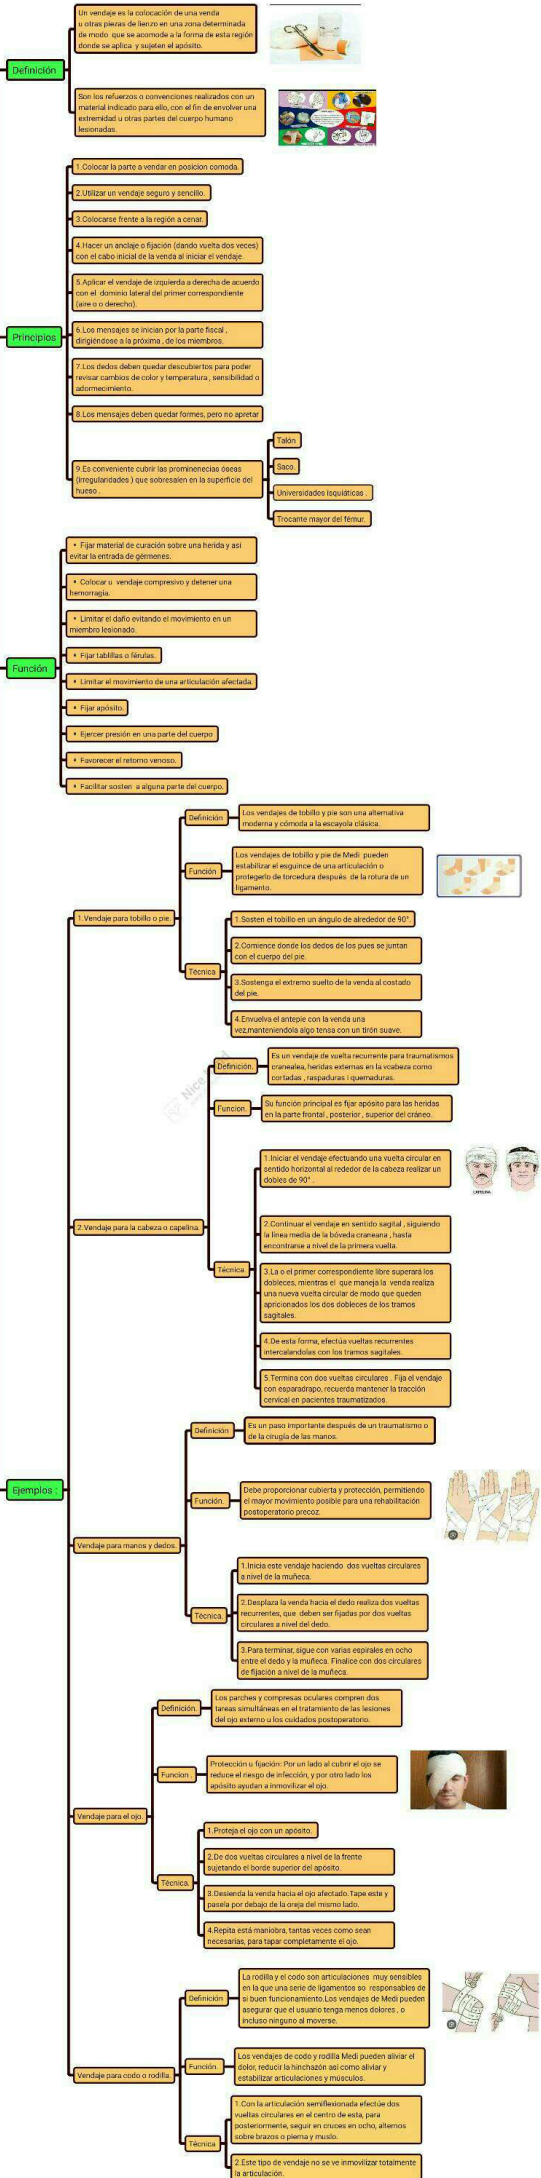 Definición
Un vendaje es la colocación de una venda
u otras piezas de lienzo en una zona determinada
de modo que se acomode a la forma de esta región
donde se aplica y sujeten el apósito.
Son los refuerzos o convenciones realizados con un
material indicado para ello, con el fin de envolver una
extremidad u otras partes del cuerpo humano
lesionadas.
Principios
1.Colocar la parte a vendar en posicion comoda.
2.Utilizar un vendaje seguro y sencillo.
3.Colocarse frente a la región a cenar.
4.Hacer un anclaje o fijación (dando vuelta dos veces)
con el cabo inicial de la venda al iniciar el vendaje.
5.Aplicar el vendaje de izquierda a derecha de acuerdo
con el dominio lateral del primer correspondiente
(aire o o derecho).
6.Los mensajes se inician por la parte fiscal ,
dirigiéndose a la próxima , de los miembros.
7.Los dedos deben quedar descubiertos para poder
revisar cambios de color y temperatura , sensibilidad o
adormecimiento.
8.Los mensajes deben quedar formes, pero no apretar
9.Es conveniente cubrir las prominenecias óseas
(irregularidades ) que sobresalen en la superficie del
hueso .
Talón
Saco.
Universidades isquiáticas .
Trocante mayor del fémur.
Función
• Fijar material de curación sobre una herida y asi
evitar la entrada de gérmenes.
• Colocar u vendaje compresivo y detener una
hemorragia.
• Limitar el daño evitando el movimiento en un
miembro lesionado.
• Fijar tablillas o férulas.
• Limitar el movimiento de una articulación afectada.
• Fijar apósito.
• Ejercer presión en una parte del cuerpo
• Favorecer el retorno venoso.
• Facilitar sosten a alguna parte del cuerpo.
Ejemplos :
1.Vendaje para tobillo o pie.
Definición
Los vendajes de tobillo y pie son una alternativa
moderna y cómoda a la escayola clásica.
Función
Los vendajes de tobillo y pie de Medi pueden
estabilizar el esguince de una articulación o
protegerlo de torcedura después de la rotura de un
ligamento.
Técnica
1.Sosten el tobillo en un ángulo de alrededor de 90°.
2.Comience donde los dedos de los pues se juntan
con el cuerpo del pie.
3.Sostenga el extremo suelto de la venda al costado
del pie.
4.Envuelva el antepie con la venda una
vez,manteniendola algo tensa con un tirón suave.
2.Vendaje para la cabeza o capelina.
Definición.
Es un vendaje de vuelta recurrente para traumatismos
cranealea, heridas externas en la vcabeza como
cortadas , raspaduras i quemaduras.
Funcion.
Su función principal es fijar apósito para las heridas
en la parte frontal , posterior , superior del cráneo.
Técnica.
1.Iniciar el vendaje efectuando una vuelta circular en
sentido horizontal al rededor de la cabeza realizar un
dobles de 90° .
2.Continuar el vendaje en sentido sagital , siguiendo
la línea media de la bóveda craneana , hasta
encontrarse a nivel de la primera vuelta.
3.La o el primer correspondiente libre superará los
dobleces, mientras el que maneja la venda realiza
una nueva vuelta circular de modo que queden
apricionados los dos dobleces de los tramos
sagitales.
4.De esta forma, efectúa vueltas recurrentes
intercalandolas con los tramos sagitales.
5.Termina con dos vueltas circulares . Fija el vendaje
con esparadrapo, recuerda mantener la tracción
cervical en pacientes traumatizados.
CAPELINA
Vendaje para manos y dedos.
Definición
Es un paso importante después de un traumatismo o
de la cirugía de las manos.
Función.
Debe proporcionar cubierta y protección, permitiendo
el mayor movimiento posible para una rehabilitación
postoperatorio precoz.
Técnica.
1.Inicia este vendaje haciendo dos vueltas circulares
a nivel de la muñeca.
2.Desplaza la venda hacia el dedo realiza dos vueltas
recurrentes, que deben ser fijadas por dos vueltas
circulares a nivel del dedo.
3.Para terminar, sigue con varias espirales en ocho
entre el dedo y la muñeca. Finalice con dos circulares
de fijación a nivel de la muñeca.
Vendaje para el ojo.
Definición.
Los parches y compresas oculares compren dos
tareas simultáneas en el tratamiento de las lesiones
del ojo externo u los cuidados postoperatorio.
Funcion .
Protección u fijación: Por un lado al cubrir el ojo se
reduce el riesgo de infección, y por otro lado los
apósito ayudan a inmovilizar el ojo.
Técnica.
1.Proteja el ojo con un apósito.
2.De dos vueltas circulares a nivel de la frente
sujetando el borde superior del apósito.
3.Desienda la venda hacia el ojo afectado.Tape este y
pasela por debajo de la oreja del mismo lado.
4.Repita está maniobra, tantas veces como sean
necesarias, para tapar completamente el ojo.
Vendaje para codo o rodilla.
Definición
La rodilla y el codo son articulaciones muy sensibles
en la que una serie de ligamentos so responsables de
si buen funcionamiento.Los vendajes de Medi pueden
asegurar que el usuario tenga menos dolores , o
incluso ninguno al moverse.
Función.
Los vendajes de codo y rodilla Medi pueden aliviar el
dolor, reducir la hinchazón así como aliviar y
estabilizar articulaciones y músculos.
Técnica
1.Con la articulación semiflexionada efectúe dos
vueltas circulares en el centro de esta, para
posteriormente, seguir en cruces en ocho, alternos
sobre brazos o pierna y muslo.
2.Este tipo de vendaje no se ve inmovilizar totalmente
la articulación.